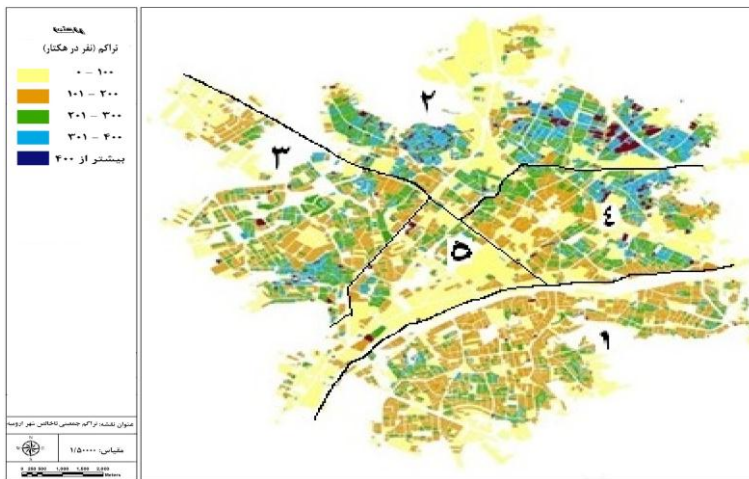 راهنما
تراکم (نفر در هکتار)
۰ - ۱۰۰
۱۰۱ - ۲۰۰
۲۰۱ - ۳۰۰
۳۰۱ - ۴۰۰
بیشتر از ۴۰۰
۲
۳
۴
۵
۱
عنوان نقشه: تراکم جمعیتی ناخالص شهر ارومیه
مقیاس: ۱/۵۰۰۰۰
Meters